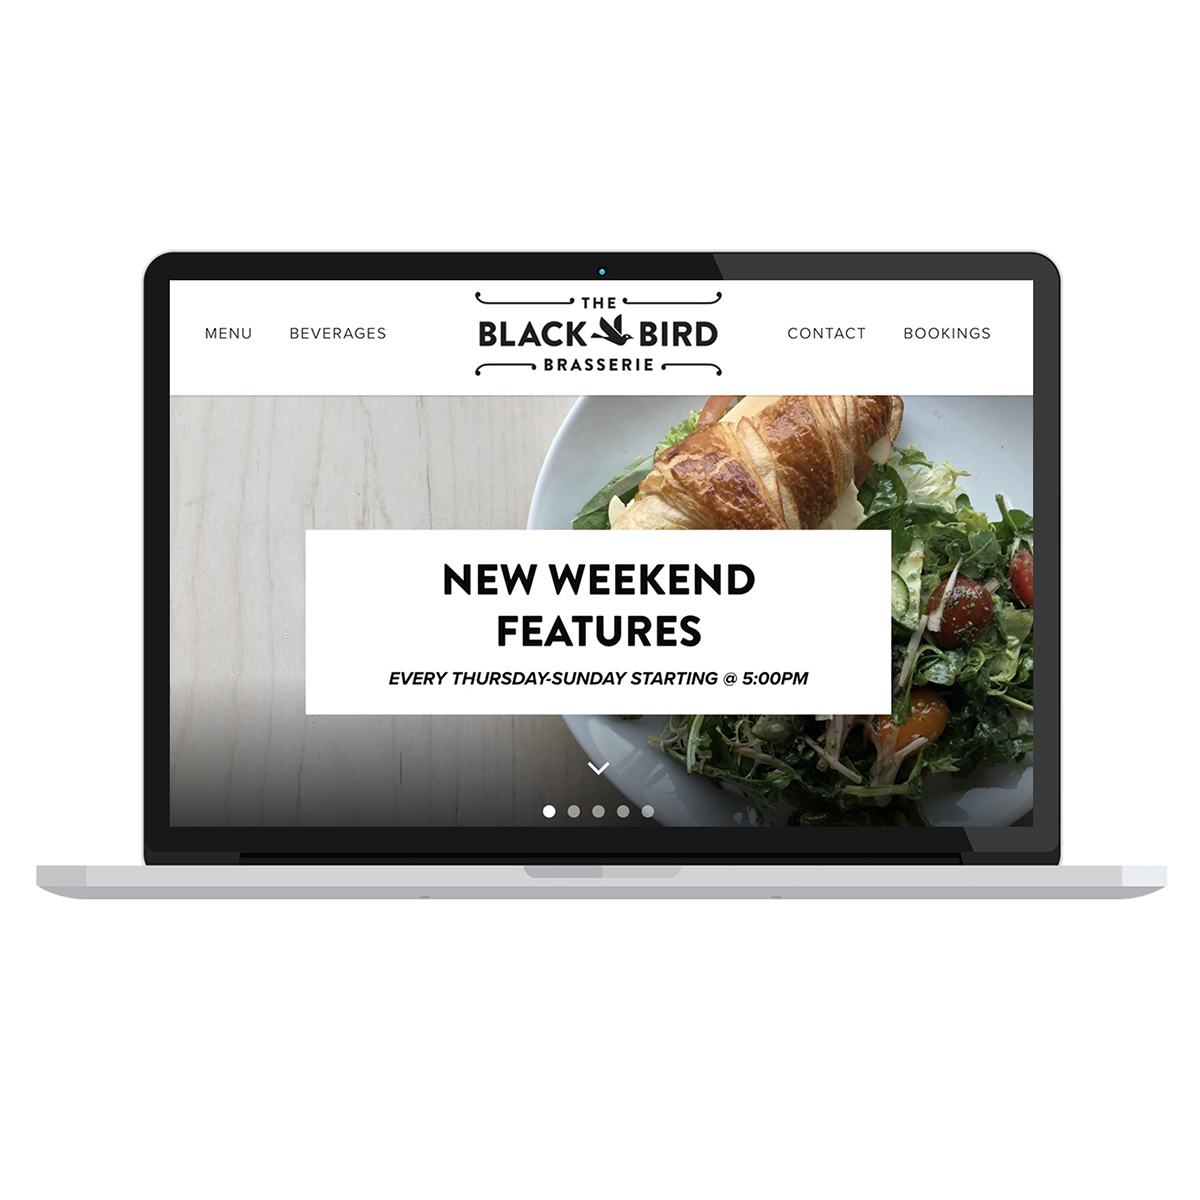 MENU
BEVERAGES
THE
BLACK BIRD
BRASSERIE
CONTACT
BOOKINGS
NEW WEEKEND
FEATURES
EVERY THURSDAY-SUNDAY STARTING @ 5:00PM